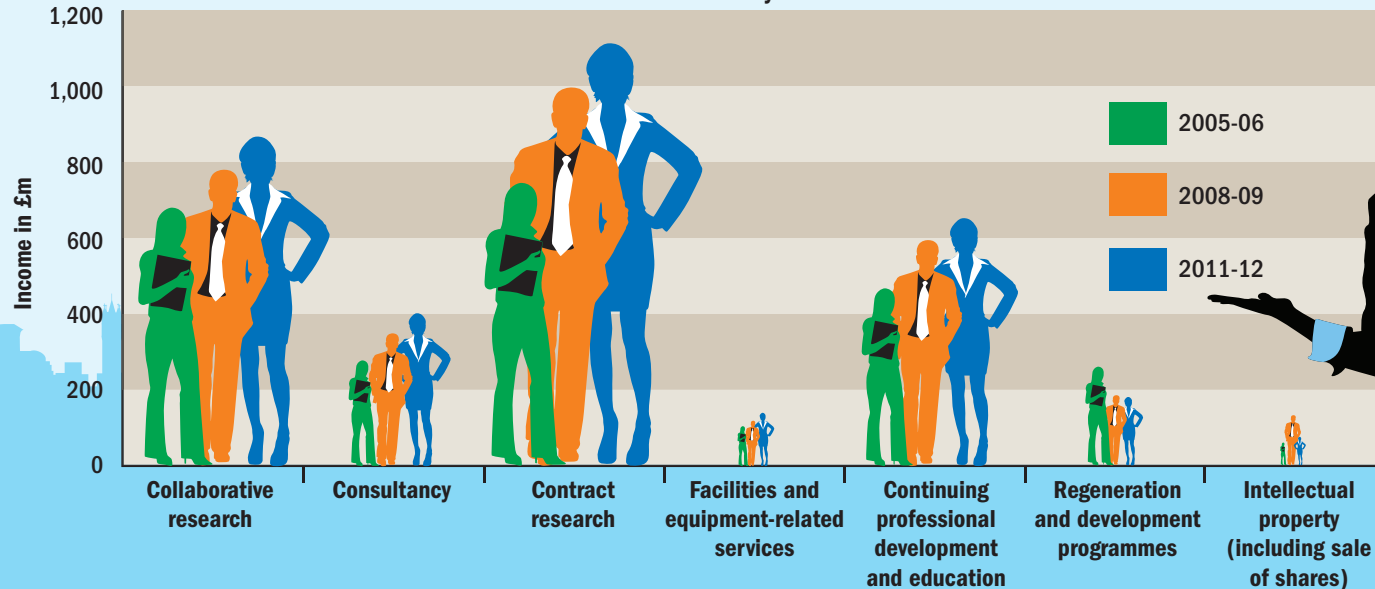 1,200
1,000
800
600
400
200
0
Income in £m
2005-06
2008-09
2011-12
Collaborative
research
Consultancy
Contract
research
Facilities and
equipment-related
services
Continuing
professional
development
and education
Regeneration
and development
programmes
Intellectual
property
(including sale
of shares)